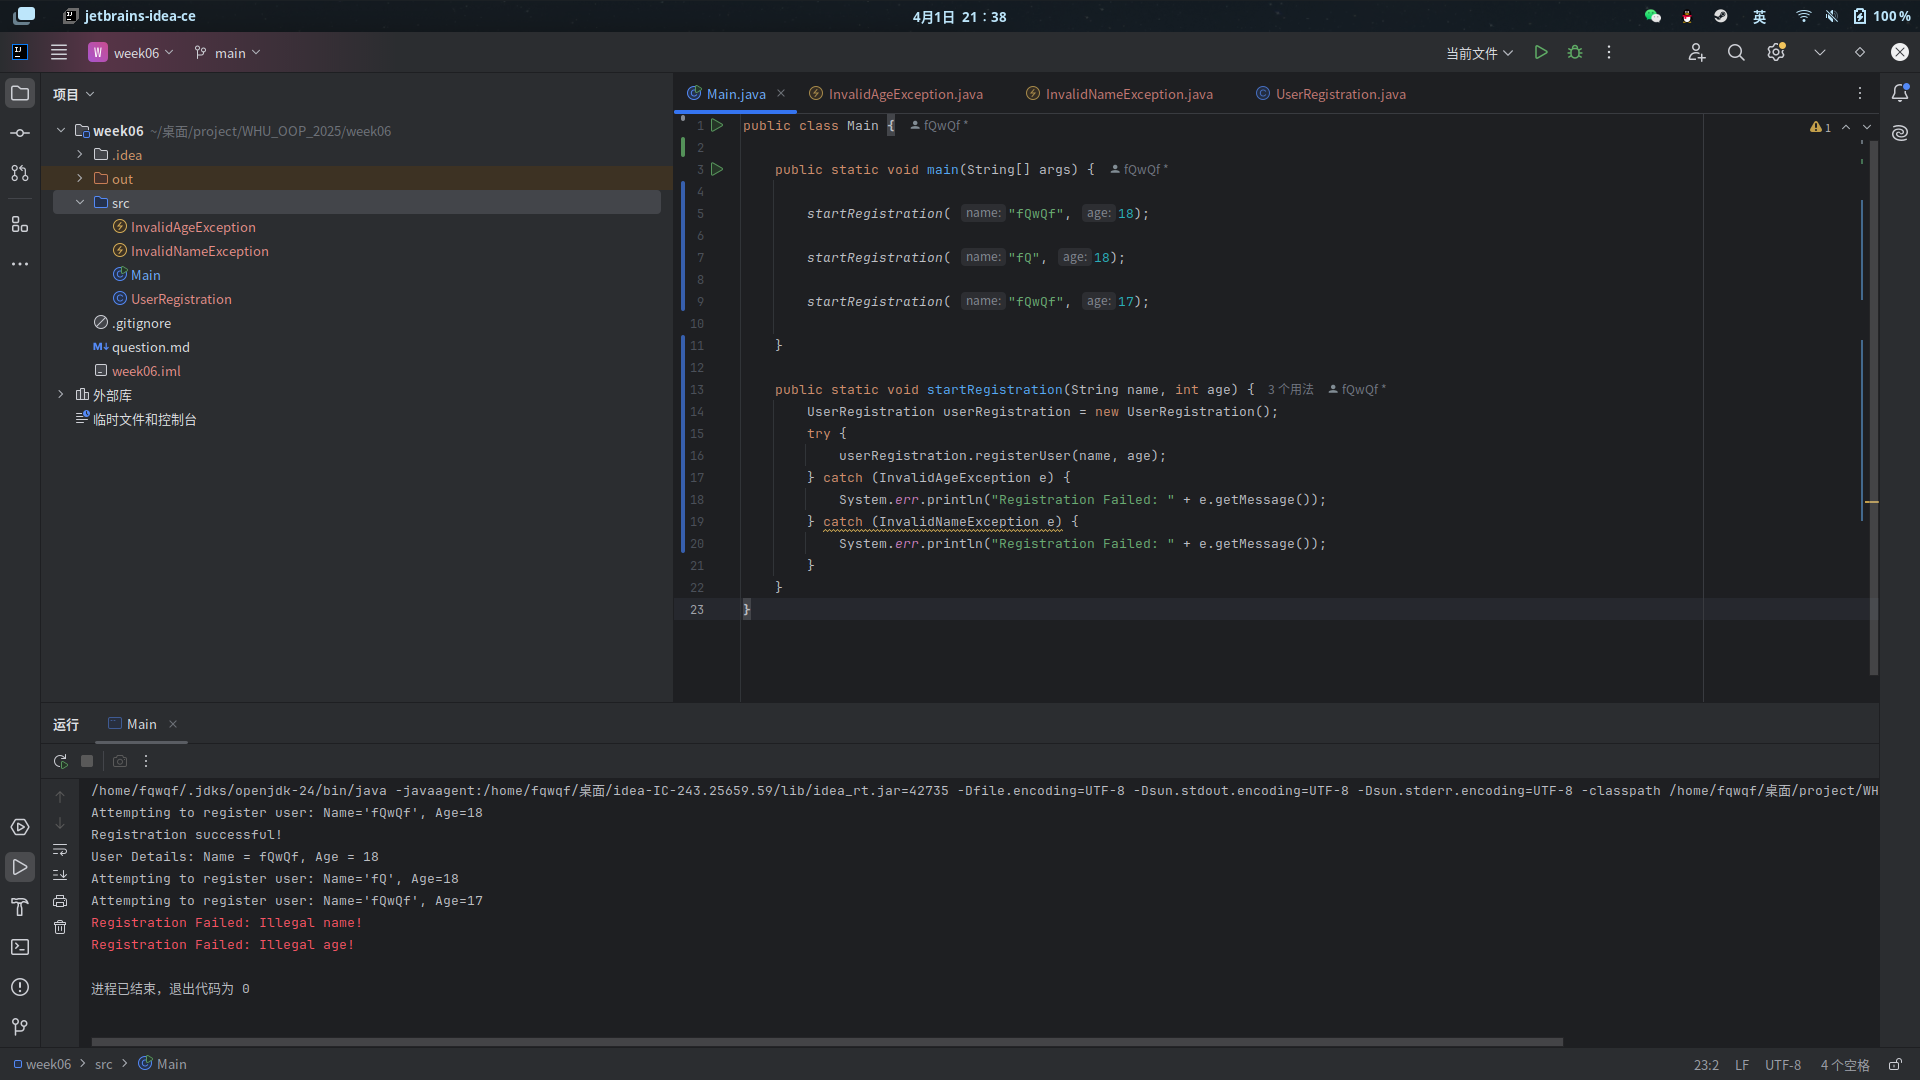 jetbrains-idea-ce
4月1日 21：38
英
100 %
W week06
main
当前文件
项目
week06 ~/桌面/project/WHU_OOP_2025/week06
.idea
out
src
InvalidAgeException
InvalidNameException
Main
UserRegistration
.gitignore
M↓ question.md
week06.iml
外部库
临时文件和控制台
Main.java
InvalidAgeException.java
InvalidNameException.java
UserRegistration.java
1 public class Main { fQwQf *
1
2
3 public static void main(String[] args) { fQwQf *
4
5 startRegistration( name: "fQwQf", age: 18);
6
7 startRegistration( name: "fQ", age: 18);
8
9 startRegistration( name: "fQwQf", age: 17);
10
11 }
12
13 public static void startRegistration(String name, int age) { 3 个用法 fQwQf *
14 UserRegistration userRegistration = new UserRegistration();
15 try {
16 userRegistration.registerUser(name, age);
17 } catch (InvalidAgeException e) {
18 System.err.println("Registration Failed: " + e.getMessage());
19 } catch (InvalidNameException e) {
20 System.err.println("Registration Failed: " + e.getMessage());
21 }
22 }
23 }
运行
Main
/home/fqwqf/.jdks/openjdk-24/bin/java -javaagent:/home/fqwqf/桌面/idea-IC-243.25659.59/lib/idea_rt.jar=42735 -Dfile.encoding=UTF-8 -Dsun.stdout.encoding=UTF-8 -Dsun.stderr.encoding=UTF-8 -classpath /home/fqwqf/桌面/project/WH
Attempting to register user: Name='fQwQf', Age=18
Registration successful!
User Details: Name = fQwQf, Age = 18
Attempting to register user: Name='fQ', Age=18
Attempting to register user: Name='fQwQf', Age=17
Registration Failed: Illegal name!
Registration Failed: Illegal age!
进程已结束，退出代码为 0
week06 > src > Main
23:2
LF
UTF-8
4 个空格